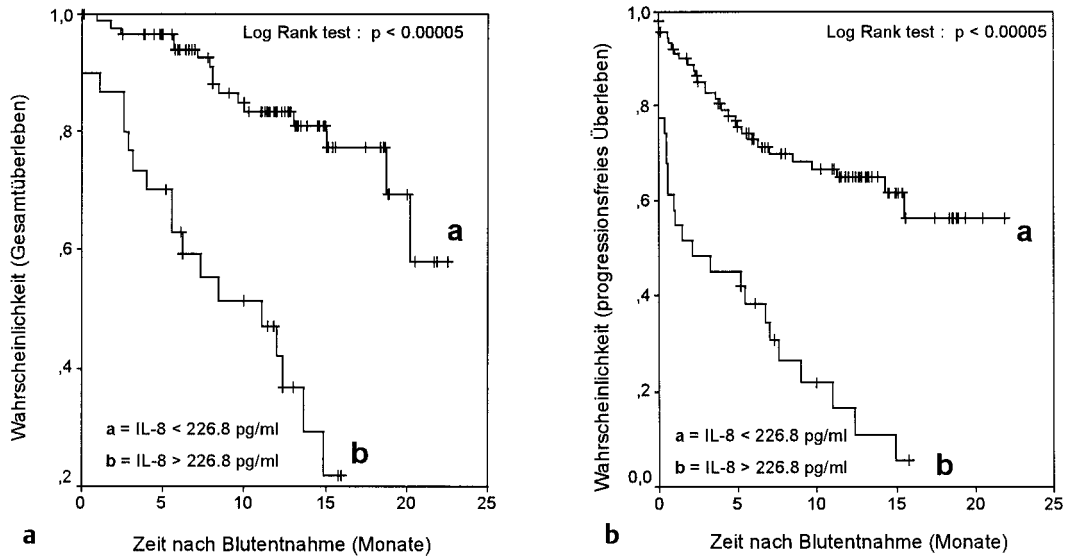 Wahrscheinlichkeit (Gesamtüberleben)
1,0
,8
,6
,4
,2
Log Rank test : p < 0.00005
a
b
a = IL-8 < 226.8 pg/ml
b = IL-8 > 226.8 pg/ml
0 5 10 15 20 25
a Zeit nach Blutentnahme (Monate)
Wahrscheinlichkeit (progressionsfreies Überleben)
1,0
,8
,6
,4
,2
0,0
Log Rank test : p < 0.00005
a
b
a = IL-8 < 226.8 pg/ml
b = IL-8 > 226.8 pg/ml
0 5 10 15 20 25
b Zeit nach Blutentnahme (Monate)